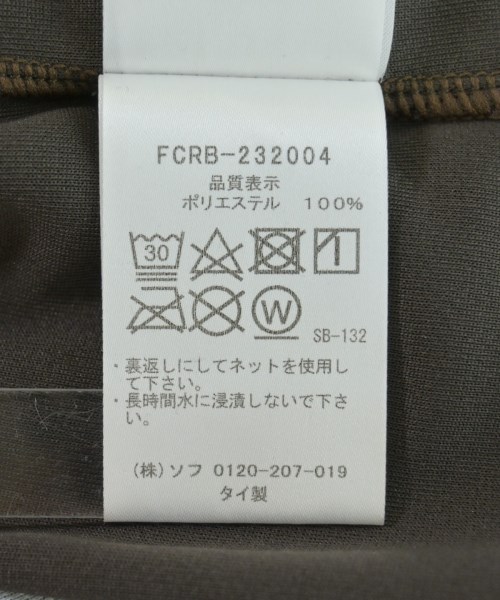 FCRB-232004
品質表示
ポリエステル 100%
30
W
SB-132
・裏返しにしてネットを使用し
て下さい。
・長時間水に浸漬しないで下さ
い。
(株)ソフ 0120-207-019
タイ製